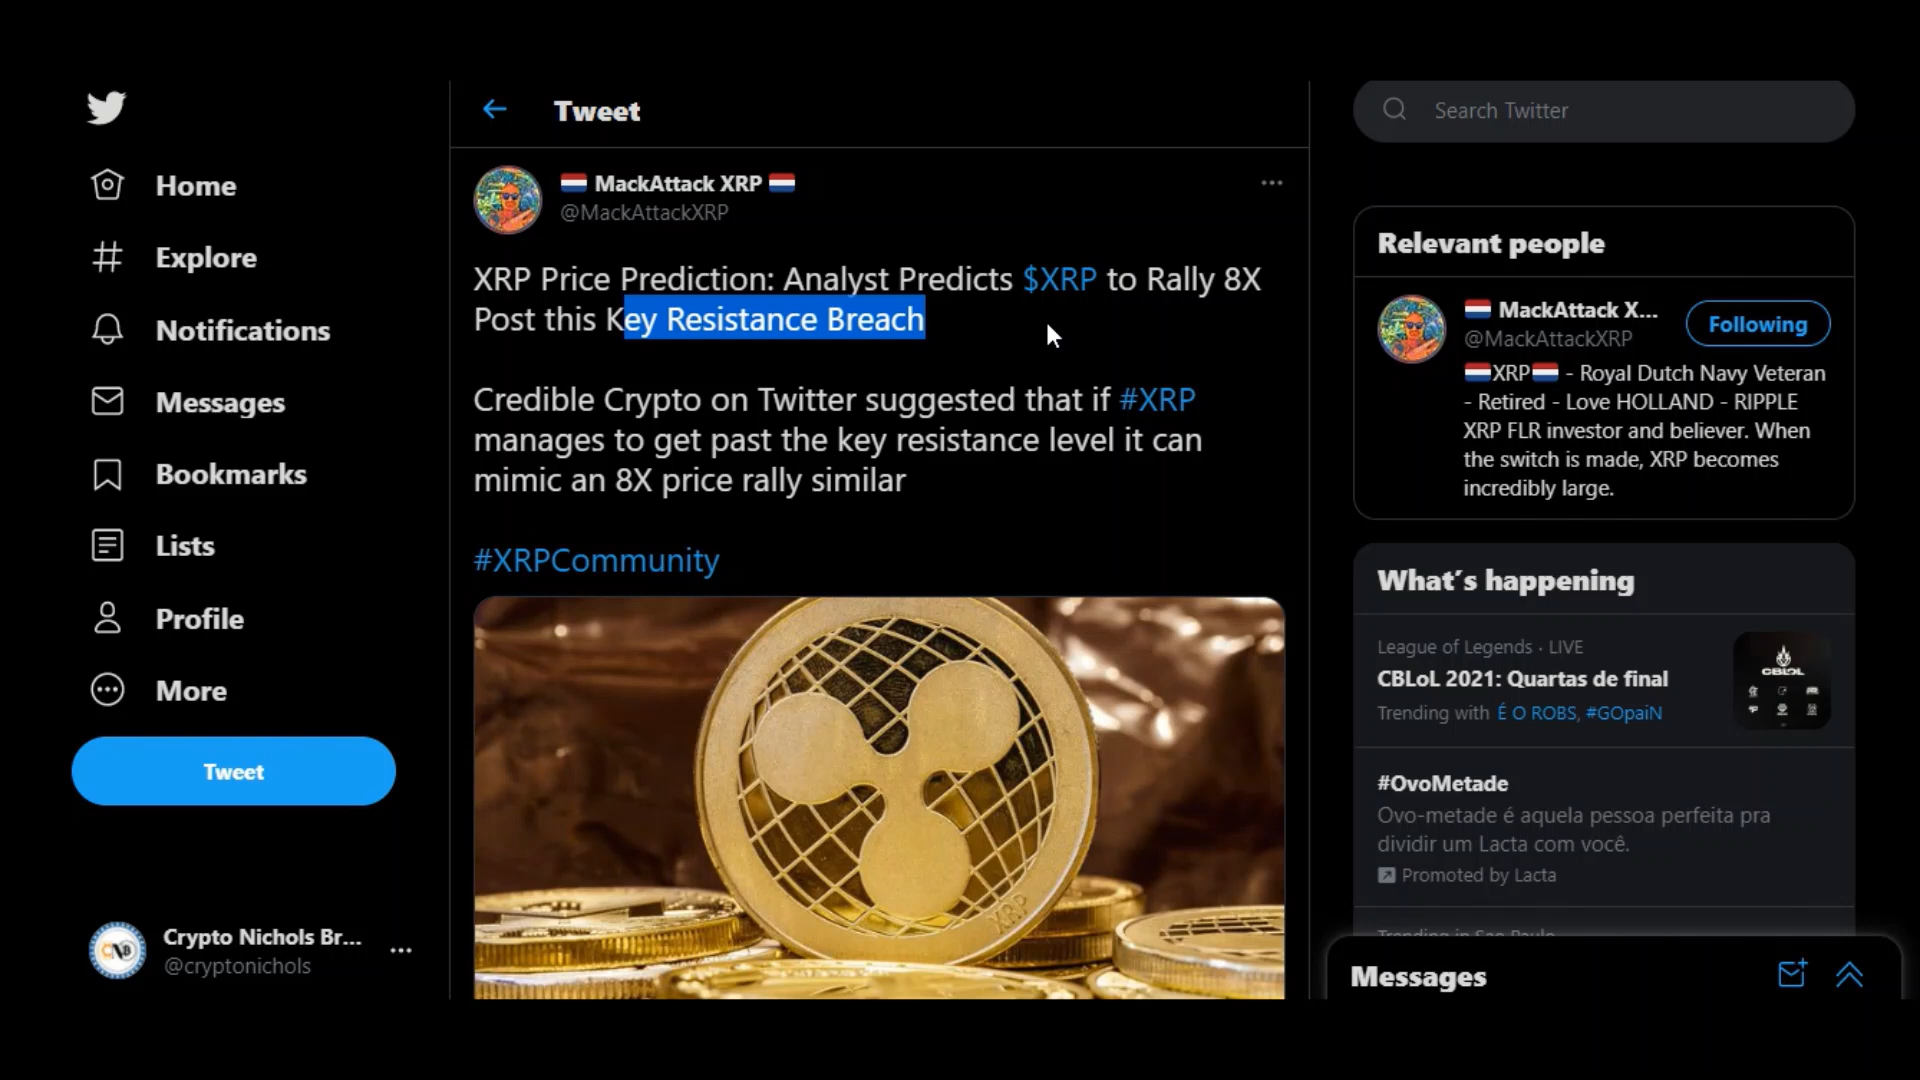 Home
Explore
Notifications
Messages
Bookmarks
Lists
Profile
More
Tweet
Crypto Nichols Br...
@cryptonichols
Tweet
MackAttack XRP
@MackAttackXRP
XRP Price Prediction: Analyst Predicts $XRP to Rally 8X
Post this Key Resistance Breach
Credible Crypto on Twitter suggested that if #XRP
manages to get past the key resistance level it can
mimic an 8X price rally similar
#XRPCommunity
XRP
Search Twitter
Relevant people
MackAttack X...
@MackAttackXRP
Following
XRP - Royal Dutch Navy Veteran
- Retired - Love HOLLAND - RIPPLE
XRP FLR investor and believer. When
the switch is made, XRP becomes
incredibly large.
What's happening
League of Legends · LIVE
CBLoL 2021: Quartas de final
Trending with É O ROBS, #GOpaiN
CBLOL
#OvoMetade
Ovo-metade é aquela pessoa perfeita pra
dividir um Lacta com você.
Promoted by Lacta
Trending in Sao Paulo
Messages